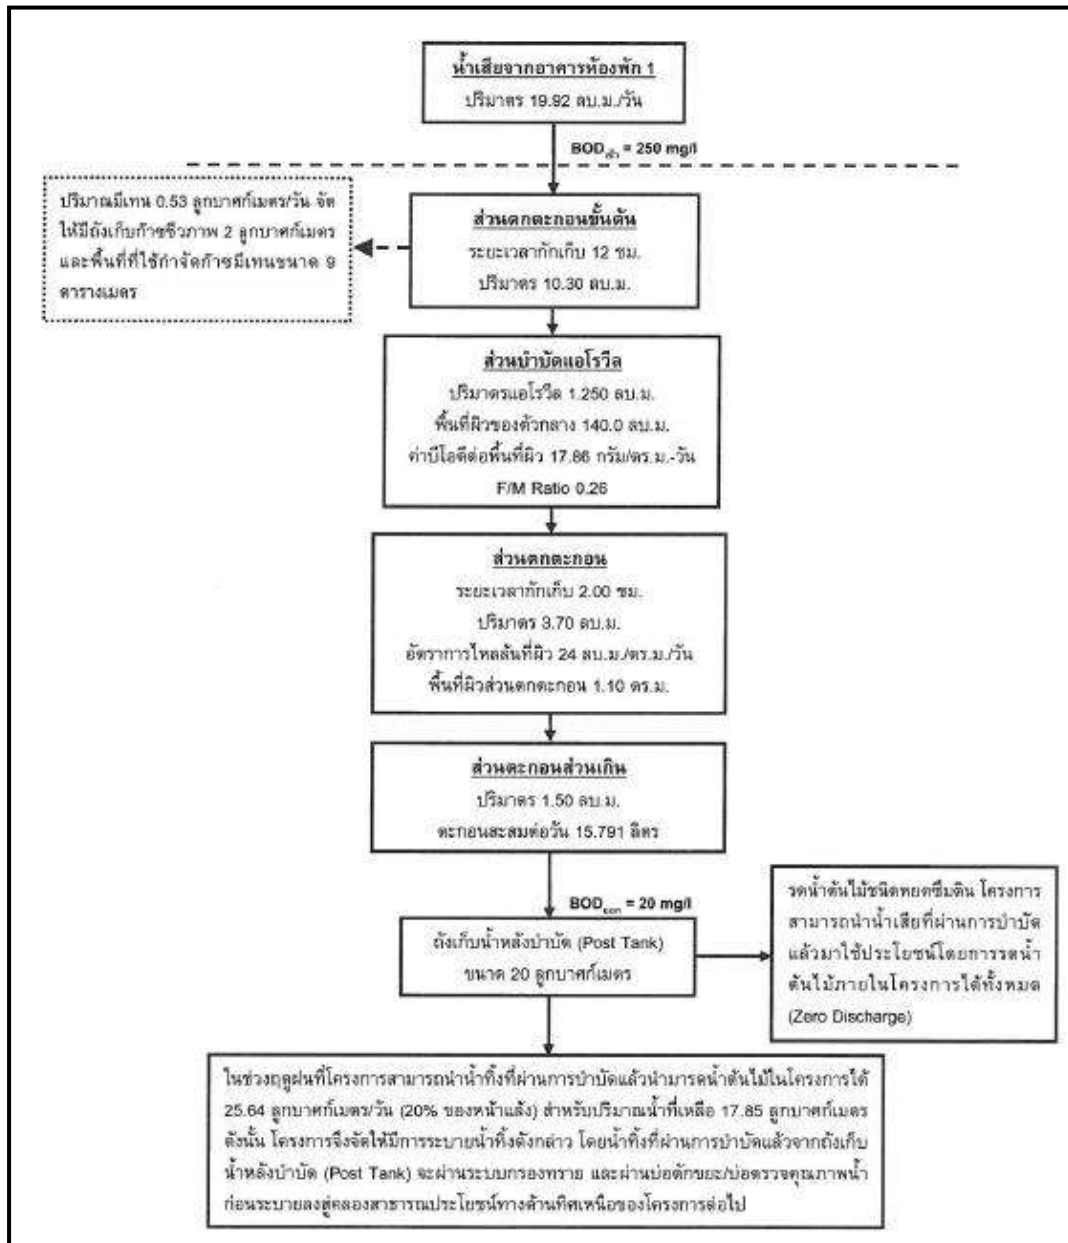 น้ำเสียจากอาคารห้องพัก 1
ปริมาตร 19.92 ลบ.ม./วัน
BODเข้า = 250 mg/l
ปริมาณมีเทน 0.53 ลูกบาศก์เมตร/วัน จัด
ให้มีถังเก็บก๊าซชีวภาพ 2 ลูกบาศก์เมตร
และพื้นที่ที่ใช้กำจัดก๊าซมีเทนขนาด 9
ตารางเมตร
ส่วนตกตะกอนขั้นต้น
ระยะเวลากักเก็บ 12 ชม.
ปริมาตร 10.30 ลบ.ม.
ส่วนบำบัดแอโรวีล
ปริมาตรแอโรวีล 1.250 ลบ.ม.
พื้นที่ผิวของตัวกลาง 140.0 ลบ.ม.
ค่าบีโอดีต่อพื้นที่ผิว 17.86 กรัม/ตร.ม.-วัน
F/M Ratio 0.26
ส่วนตกตะกอน
ระยะเวลากักเก็บ 2.00 ชม.
ปริมาตร 3.70 ลบ.ม.
อัตราการไหลล้นที่ผิว 24 ลบ.ม./ตร.ม./วัน
พื้นที่ผิวส่วนตกตะกอน 1.10 ตร.ม.
ส่วนตะกอนส่วนเกิน
ปริมาตร 1.50 ลบ.ม.
ตะกอนสะสมต่อวัน 15.791 ลิตร
BODออก = 20 mg/l
ถังเก็บน้ำหลังบำบัด (Post Tank)
ขนาด 20 ลูกบาศก์เมตร
รดน้ำต้นไม้ชนิดหยดซึมดิน โครงการ
สามารถนำน้ำเสียที่ผ่านการบำบัด
แล้วมาใช้ประโยชน์โดยการรดน้ำ
ต้นไม้ภายในโครงการได้ทั้งหมด
(Zero Discharge)
ในช่วงฤดูฝนที่โครงการสามารถนำน้ำทิ้งที่ผ่านการบำบัดแล้วนำมารดน้ำต้นไม้ในโครงการได้
25.64 ลูกบาศก์เมตร/วัน (20% ของหน้าแล้ง) สำหรับปริมาณน้ำที่เหลือ 17.85 ลูกบาศก์เมตร
ดังนั้น โครงการจึงจัดให้มีการระบายน้ำทิ้งดังกล่าว โดยน้ำทิ้งที่ผ่านการบำบัดแล้วจากถังเก็บ
น้ำหลังบำบัด (Post Tank) จะผ่านระบบกรองทราย และผ่านบ่อดักขยะ/บ่อตรวจคุณภาพน้ำ
ก่อนระบายลงสู่คลองสาธารณประโยชน์ทางด้านทิศเหนือของโครงการต่อไป